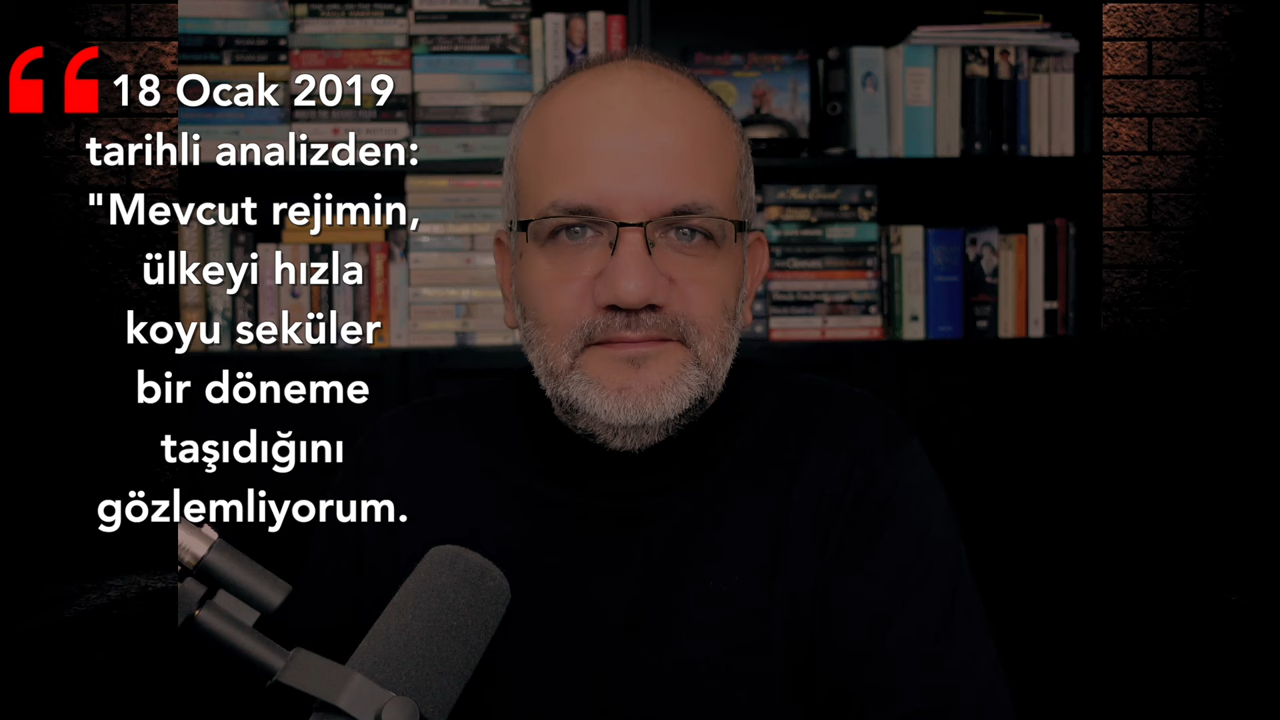 “ 18 Ocak 2019
tarihli analizden:
"Mevcut rejimin,
ülkeyi hızla
koyu seküler
bir döneme
taşıdığını
gözlemliyorum.